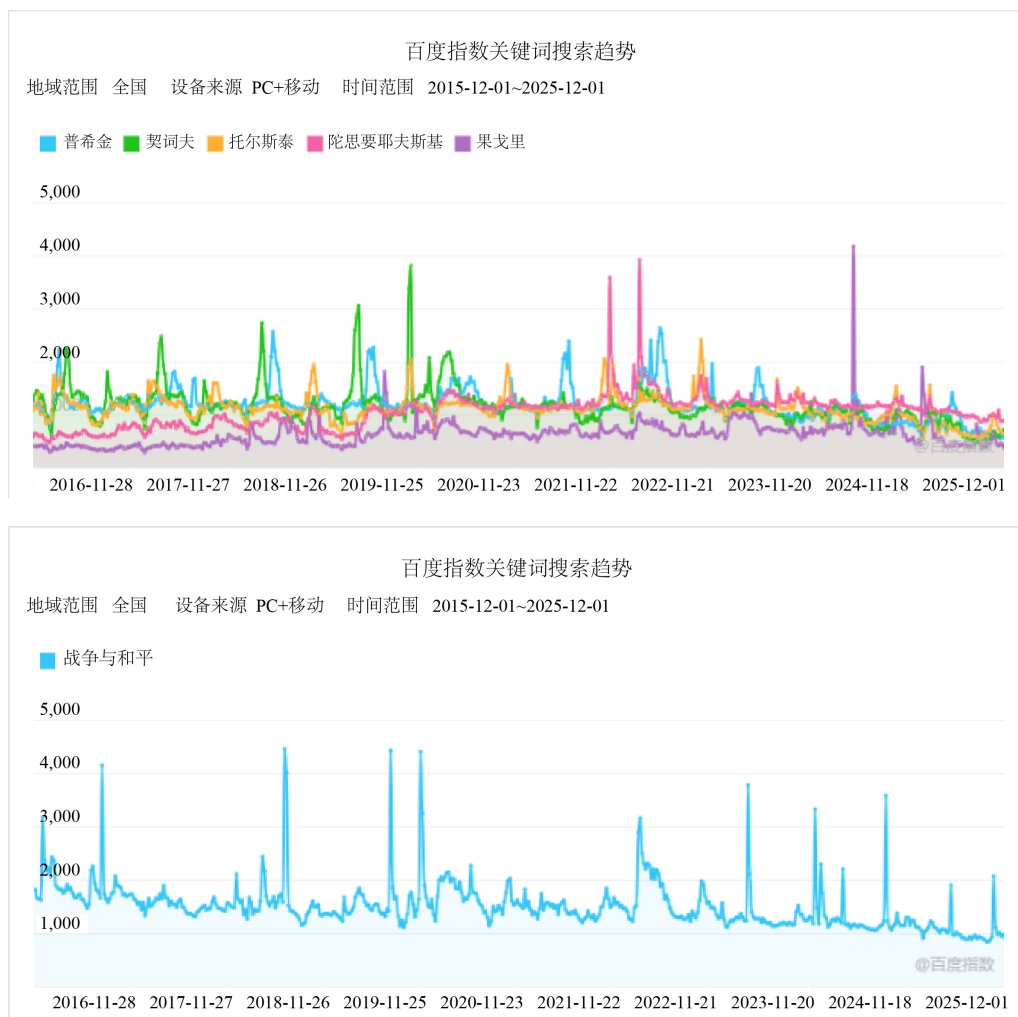 百度指数关键词搜索趋势
地域范围 全国 设备来源 PC+移动 时间范围 2015-12-01~2025-12-01
普希金 契词夫 托尔斯泰 陀思要耶夫斯基 果戈里
5,000
4,000
3,000
2,000
@百度指数
2016-11-28 2017-11-27 2018-11-26 2019-11-25 2020-11-23 2021-11-22 2022-11-21 2023-11-20 2024-11-18 2025-12-01
百度指数关键词搜索趋势
地域范围 全国 设备来源 PC+移动 时间范围 2015-12-01~2025-12-01
战争与和平
5,000
4,000
3,000
2,000
1,000
@百度指数
2016-11-28 2017-11-27 2018-11-26 2019-11-25 2020-11-23 2021-11-22 2022-11-21 2023-11-20 2024-11-18 2025-12-01